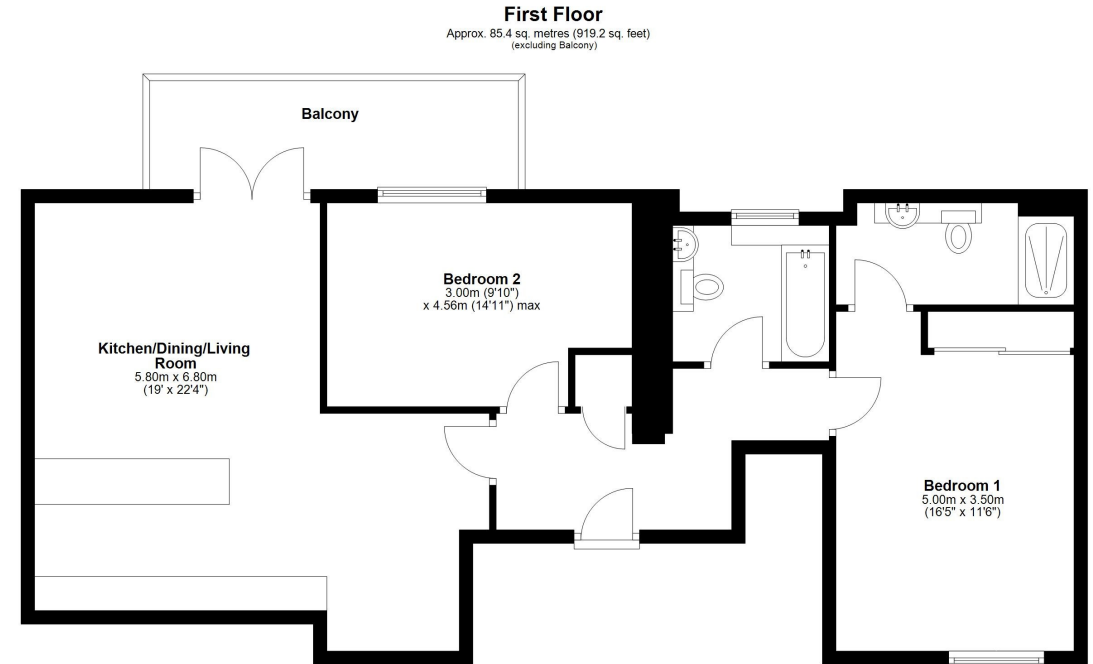 First Floor
Approx. 85.4 sq. metres (919.2 sq. feet)
(excluding Balcony)
Balcony
Bedroom 2
3.00m (9'10")
x 4.56m (14'11") max
Kitchen/Dining/Living
Room
5.80m x 6.80m
(19' x 22'4")
Bedroom 1
5.00m x 3.50m
(16'5" x 11'6")